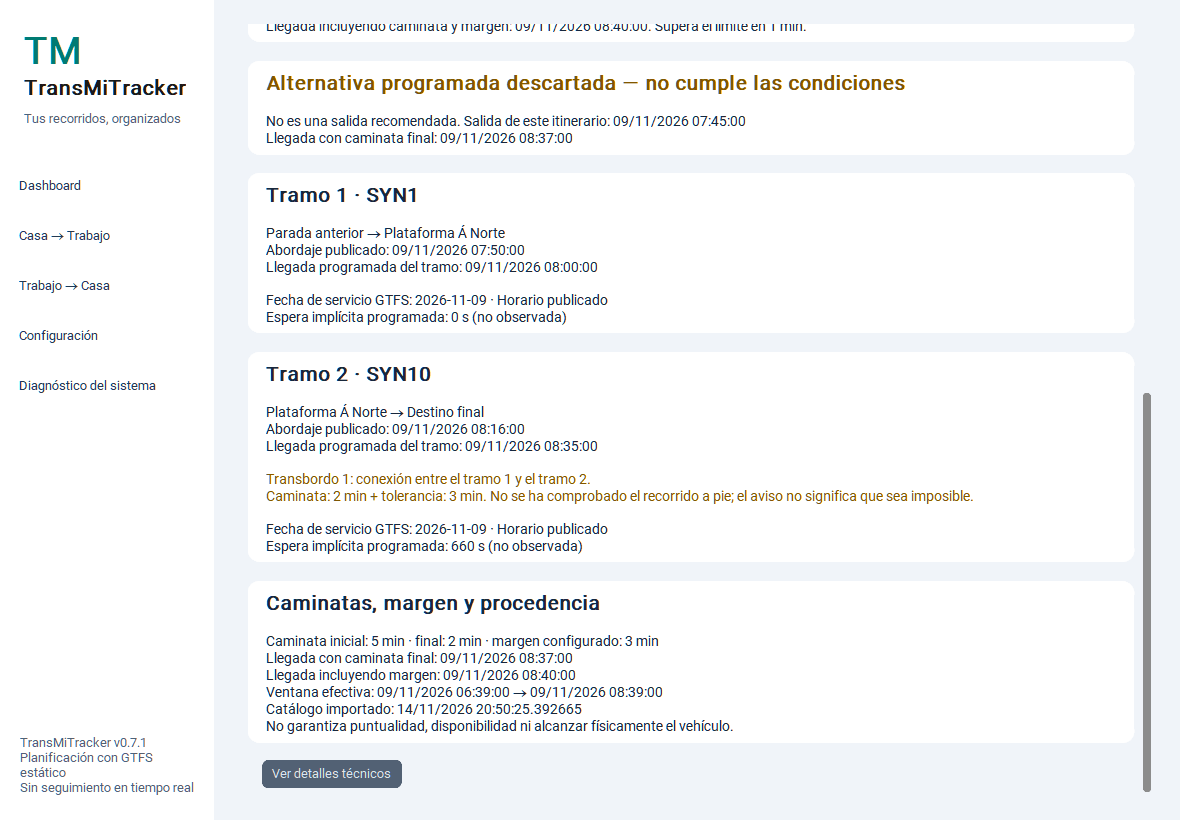 TM
TransMiTracker
Tus recorridos, organizados
Dashboard
Casa → Trabajo
Trabajo → Casa
Configuración
Diagnóstico del sistema
TransMiTracker v0.7.1
Planificación con GTFS
estático
Sin seguimiento en tiempo real
Llegada incluyendo caminata y margen: 09/11/2026 08:40:00. Supera el límite en 1 min.
Alternativa programada descartada — no cumple las condiciones
No es una salida recomendada. Salida de este itinerario: 09/11/2026 07:45:00
Llegada con caminata final: 09/11/2026 08:37:00
Tramo 1 · SYN1
Parada anterior → Plataforma Á Norte
Abordaje publicado: 09/11/2026 07:50:00
Llegada programada del tramo: 09/11/2026 08:00:00
Fecha de servicio GTFS: 2026-11-09 · Horario publicado
Espera implícita programada: 0 s (no observada)
Tramo 2 · SYN10
Plataforma Á Norte → Destino final
Abordaje publicado: 09/11/2026 08:16:00
Llegada programada del tramo: 09/11/2026 08:35:00
Transbordo 1: conexión entre el tramo 1 y el tramo 2.
Caminata: 2 min + tolerancia: 3 min. No se ha comprobado el recorrido a pie; el aviso no significa que sea imposible.
Fecha de servicio GTFS: 2026-11-09 · Horario publicado
Espera implícita programada: 660 s (no observada)
Caminatas, margen y procedencia
Caminata inicial: 5 min · final: 2 min · margen configurado: 3 min
Llegada con caminata final: 09/11/2026 08:37:00
Llegada incluyendo margen: 09/11/2026 08:40:00
Ventana efectiva: 09/11/2026 06:39:00 → 09/11/2026 08:39:00
Catálogo importado: 14/11/2026 20:50:25.392665
No garantiza puntualidad, disponibilidad ni alcanzar físicamente el vehículo.
Ver detalles técnicos